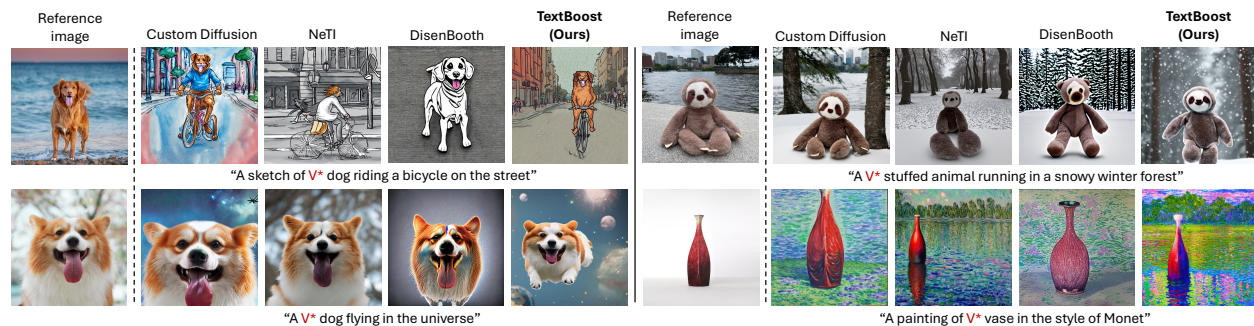 Reference image
Custom Diffusion
NeTI
DisenBooth
TextBoost (Ours)
Reference image
Custom Diffusion
NeTI
DisenBooth
TextBoost (Ours)
“A sketch of V* dog riding a bicycle on the street”
“A V* stuffed animal running in a snowy winter forest”
“A V* dog flying in the universe”
“A painting of V* vase in the style of Monet”